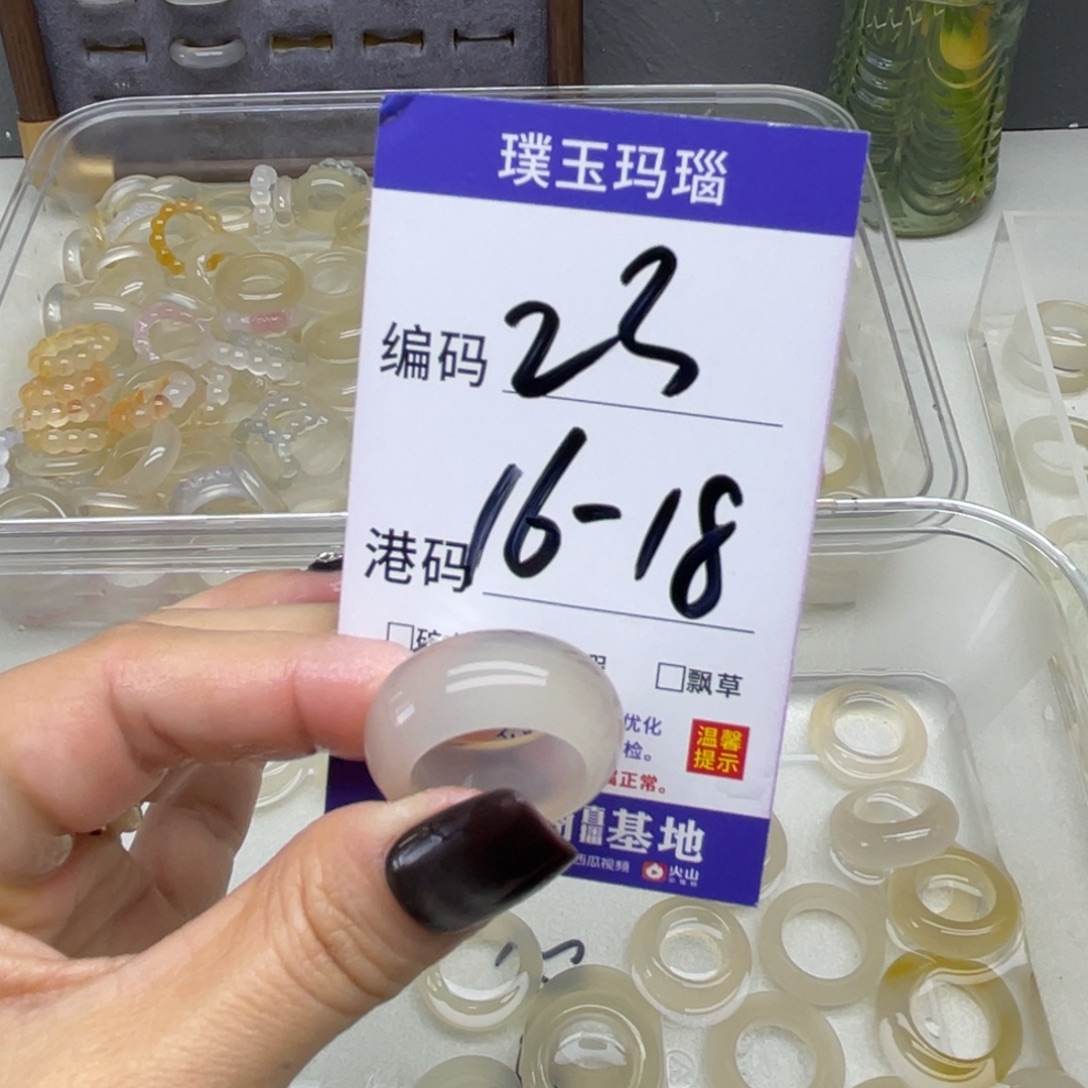 璞玉玛瑙
编码 23
港码 16-18
□飘草
优化 温馨
检。 提示
正常。
基地
西瓜视频 火山